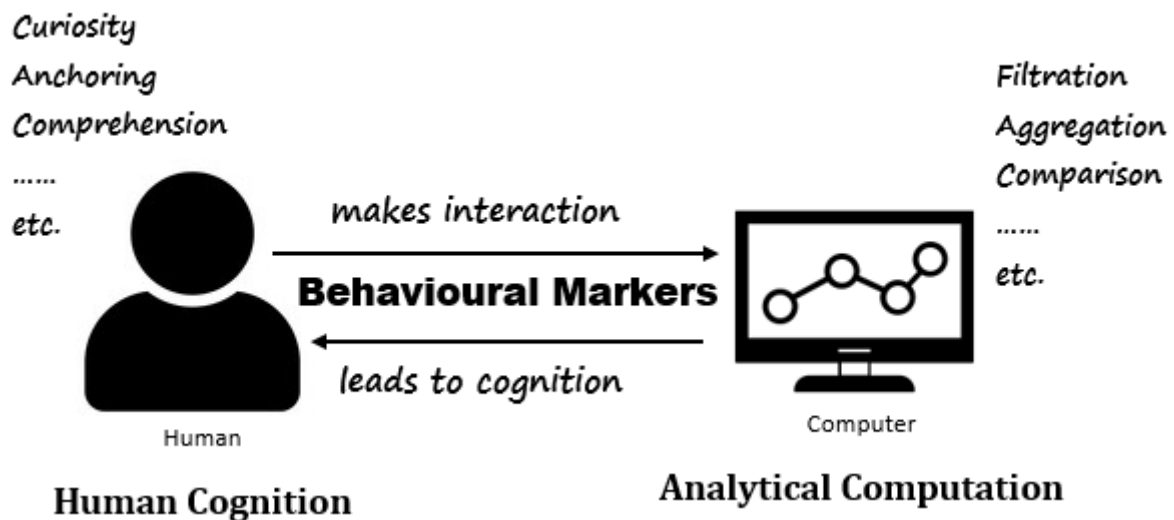 Curiosity
Anchoring
Comprehension
......
etc.
makes interaction
Behavioural Markers
leads to cognition
Human
Human Cognition
Filtration
Aggregation
Comparison
......
etc.
Computer
Analytical Computation